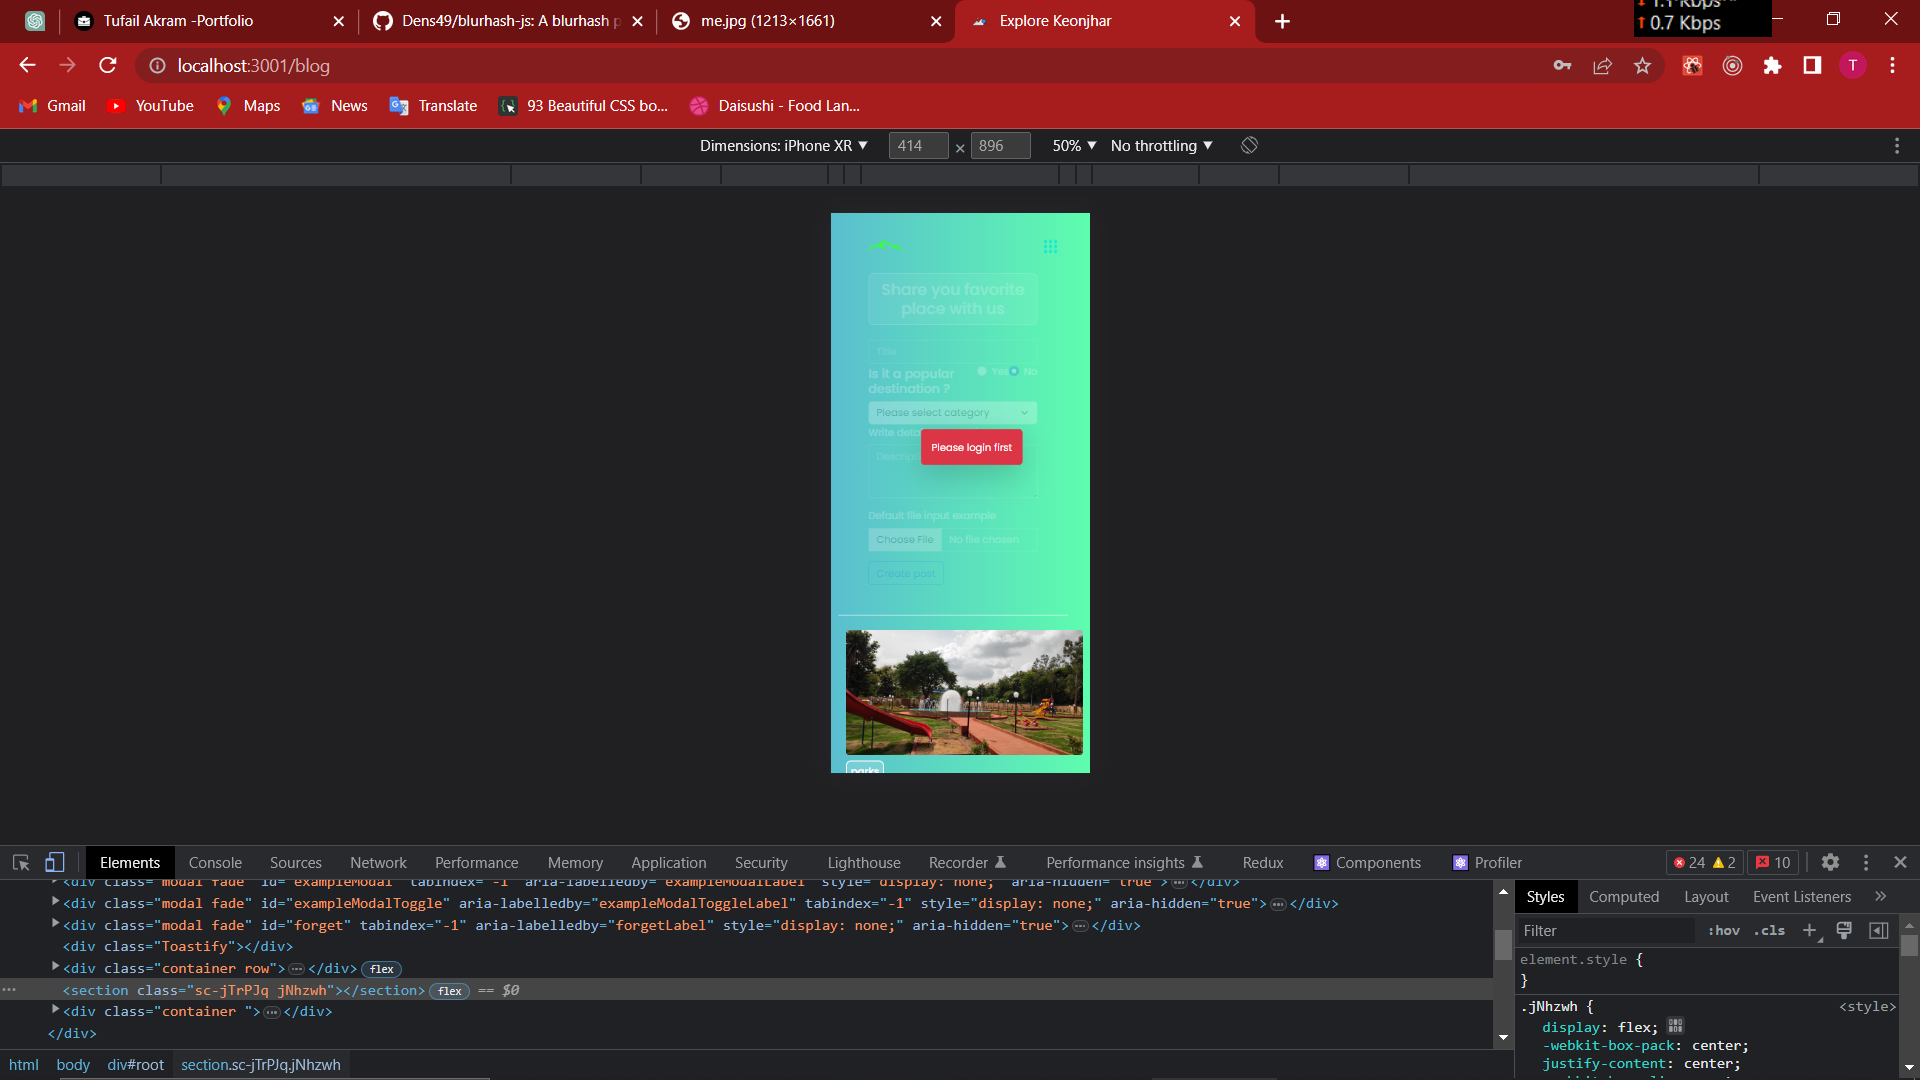 Tufail Akram -Portfolio
Dens49/blurhash-js: A blurhash p
me.jpg (1213×1661)
Explore Keonjhar
0.7 Kbps
localhost:3001/blog
T
Gmail
YouTube
Maps
News
Translate
93 Beautiful CSS bo...
Daisushi - Food Lan...
Dimensions: iPhone XR
414
×
896
50%
No throttling
Share you favorite
place with us
Title
Is it a popular
destination ?
Yes
No
Please select category
Write deta
Please login first
Descrip
Default file input example
Choose File
No file chosen
Create post
parks
Elements
Console
Sources
Network
Performance
Memory
Application
Security
Lighthouse
Recorder
Performance insights
Redux
Components
Profiler
24
2
10
<div class="modal fade" id="exampleModal" tabindex="-1" aria-labelledby="exampleModalLabel" style="display: none;" aria-hidden="true">…</div>
<div class="modal fade" id="exampleModalToggle" aria-labelledby="exampleModalToggleLabel" tabindex="-1" style="display: none;" aria-hidden="true">…</div>
<div class="modal fade" id="forget" tabindex="-1" aria-labelledby="forgetLabel" style="display: none;" aria-hidden="true">…</div>
<div class="Toastify"></div>
<div class="container row">…</div> flex
<section class="sc-jTrPJq jNhzwh"></section> flex == $0
<div class="container ">…</div>
</div>
html
body
div#root
section.sc-jTrPJq.jNhzwh
Styles
Computed
Layout
Event Listeners
Filter
:hov
.cls
element.style {
}
.jNhzwh {
<style>
display: flex;
-webkit-box-pack: center;
justify-content: center;